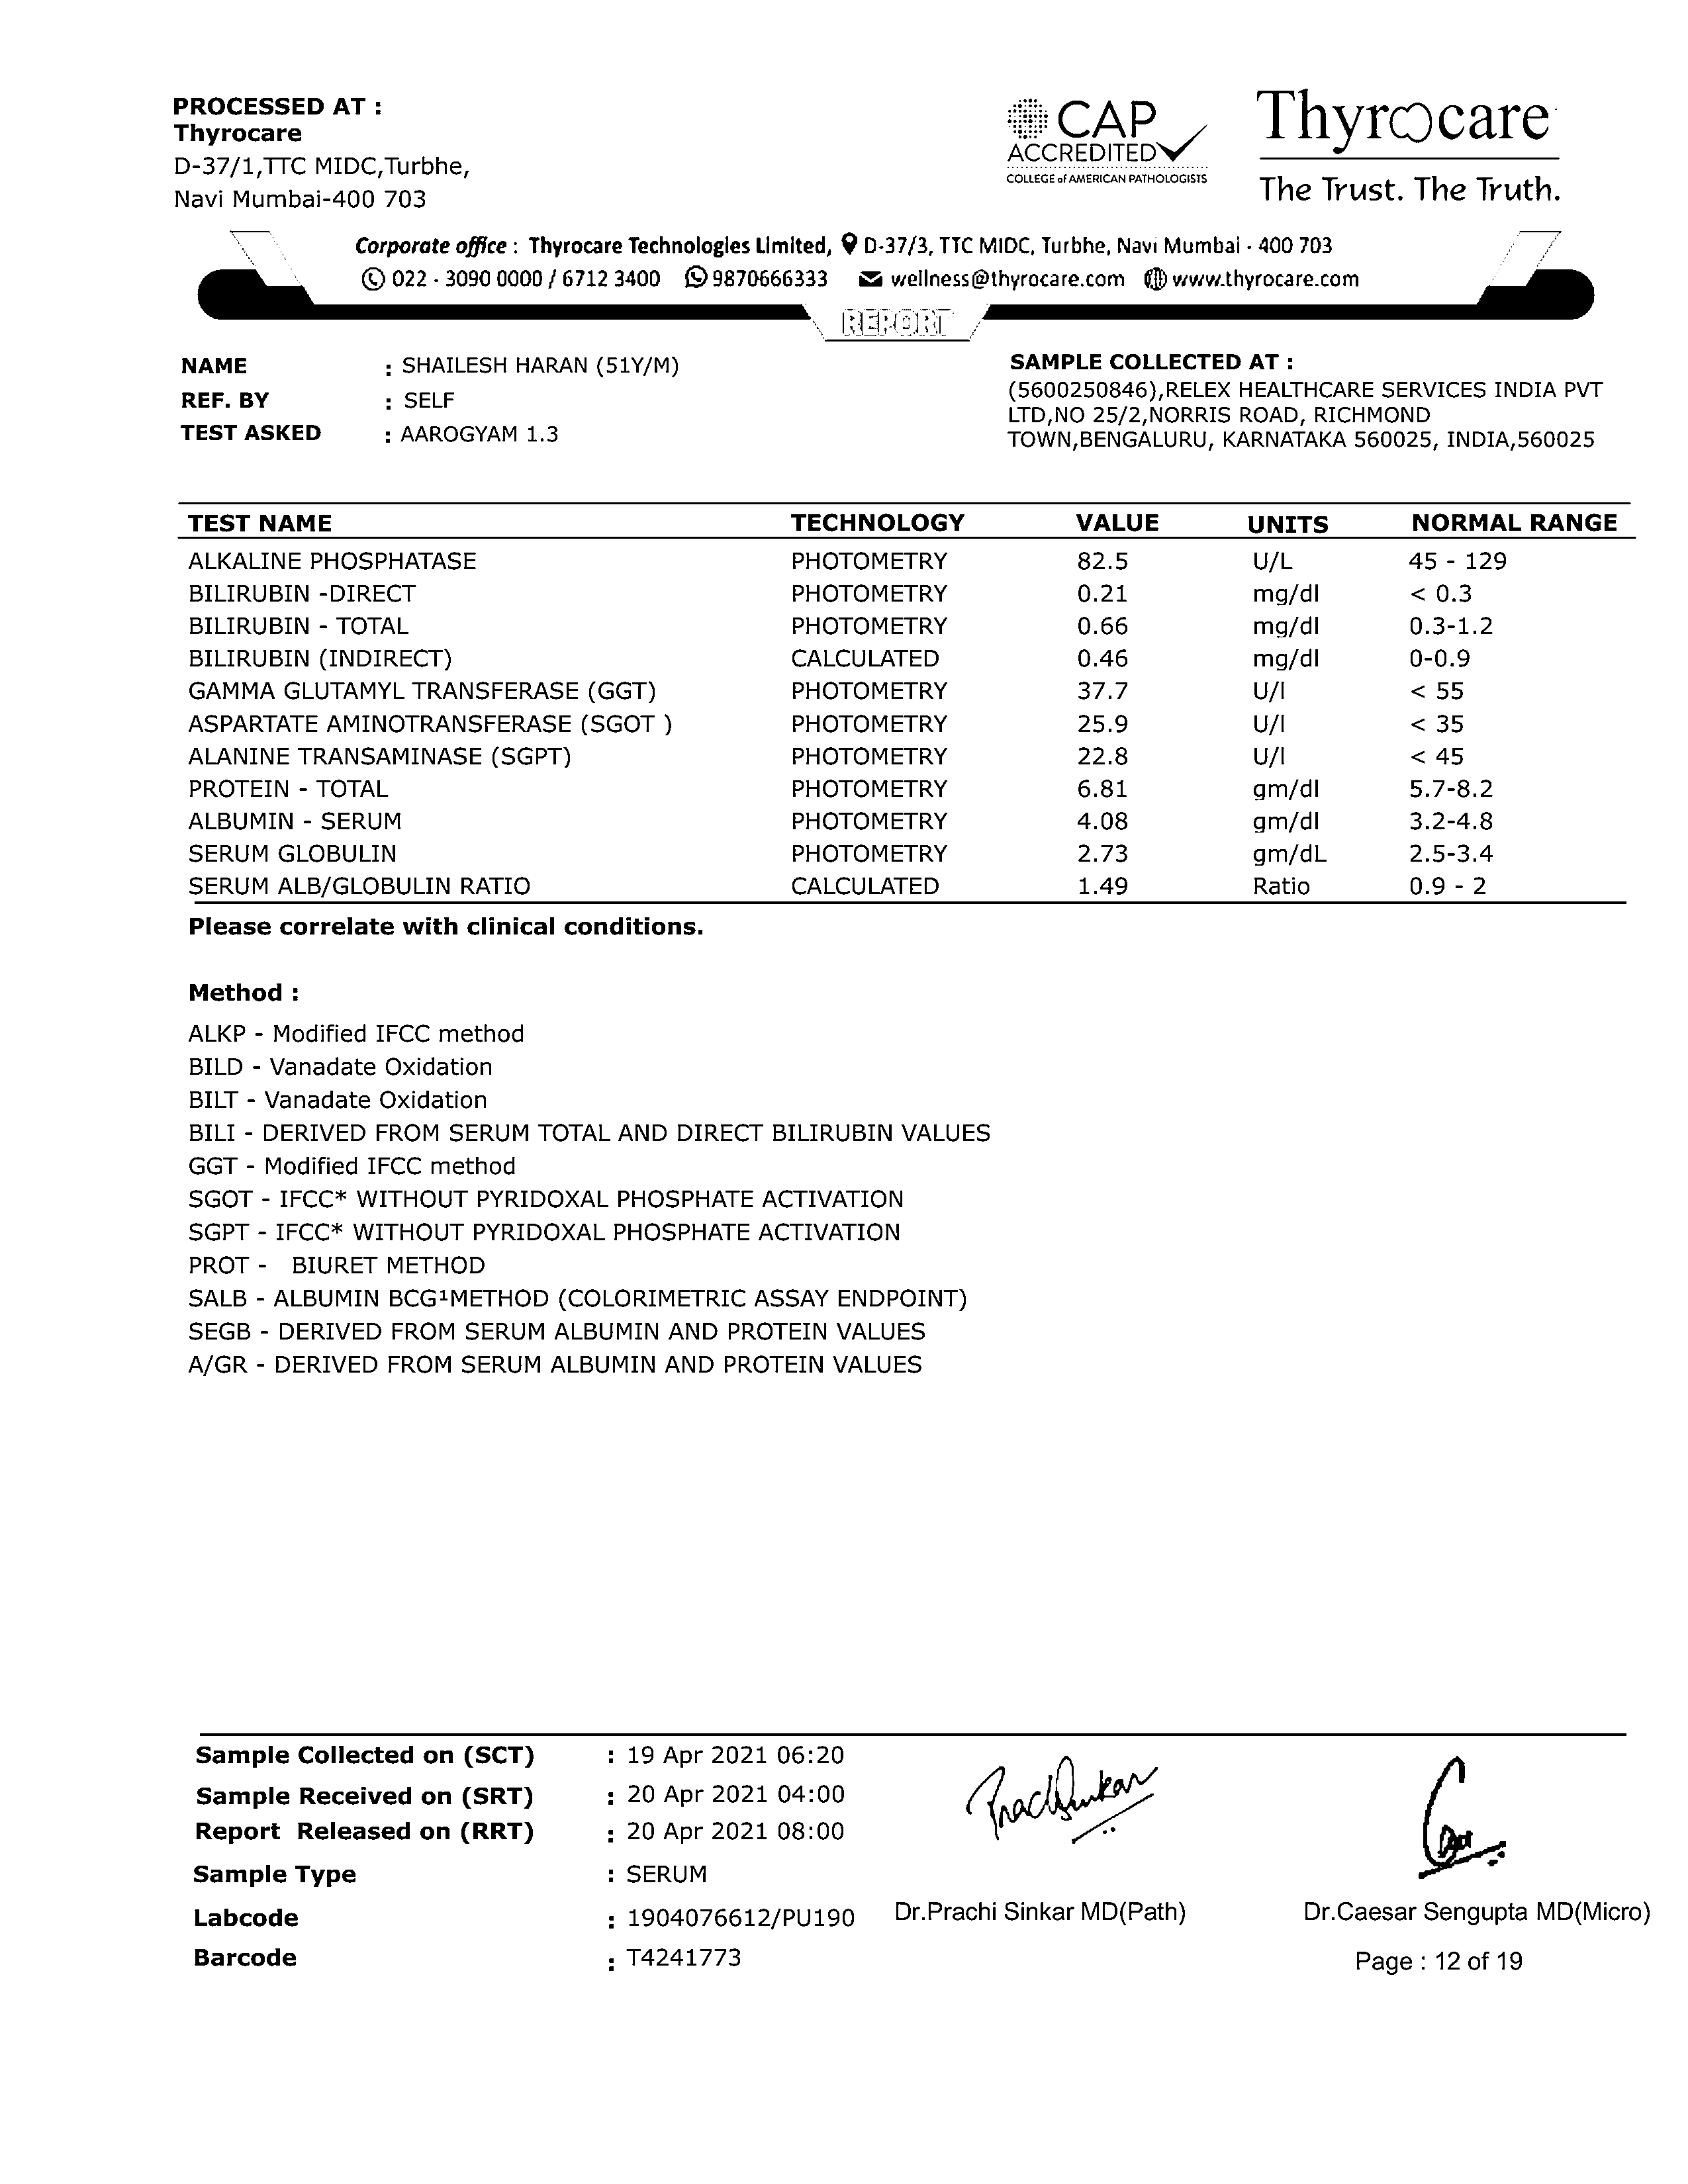 PROCESSED AT :
Thyrocare
D-37/1,TTC MIDC,Turbhe,
Navi Mumbai-400 703
CAP
ACCREDITED
COLLEGE of AMERICAN PATHOLOGISTS
Thyrocare
The Trust. The Truth.
Corporate office : Thyrocare Technologies Limited, D-37/3, TTC MIDC, Turbhe, Navi Mumbai - 400 703
022 - 3090 0000 / 6712 3400 9870666333 wellness@thyrocare.com www.thyrocare.com
REPORT
NAME : SHAILESH HARAN (51Y/M)
REF. BY : SELF
TEST ASKED : AAROGYAM 1.3
SAMPLE COLLECTED AT :
(5600250846),RELEX HEALTHCARE SERVICES INDIA PVT
LTD,NO 25/2,NORRIS ROAD, RICHMOND
TOWN,BENGALURU, KARNATAKA 560025, INDIA,560025
TEST NAME TECHNOLOGY VALUE UNITS NORMAL RANGE
ALKALINE PHOSPHATASE PHOTOMETRY 82.5 U/L 45 - 129
BILIRUBIN -DIRECT PHOTOMETRY 0.21 mg/dl < 0.3
BILIRUBIN - TOTAL PHOTOMETRY 0.66 mg/dl 0.3-1.2
BILIRUBIN (INDIRECT) CALCULATED 0.46 mg/dl 0-0.9
GAMMA GLUTAMYL TRANSFERASE (GGT) PHOTOMETRY 37.7 U/l < 55
ASPARTATE AMINOTRANSFERASE (SGOT ) PHOTOMETRY 25.9 U/l < 35
ALANINE TRANSAMINASE (SGPT) PHOTOMETRY 22.8 U/l < 45
PROTEIN - TOTAL PHOTOMETRY 6.81 gm/dl 5.7-8.2
ALBUMIN - SERUM PHOTOMETRY 4.08 gm/dl 3.2-4.8
SERUM GLOBULIN PHOTOMETRY 2.73 gm/dL 2.5-3.4
SERUM ALB/GLOBULIN RATIO CALCULATED 1.49 Ratio 0.9 - 2
Please correlate with clinical conditions.
Method :
ALKP - Modified IFCC method
BILD - Vanadate Oxidation
BILT - Vanadate Oxidation
BILI - DERIVED FROM SERUM TOTAL AND DIRECT BILIRUBIN VALUES
GGT - Modified IFCC method
SGOT - IFCC* WITHOUT PYRIDOXAL PHOSPHATE ACTIVATION
SGPT - IFCC* WITHOUT PYRIDOXAL PHOSPHATE ACTIVATION
PROT - BIURET METHOD
SALB - ALBUMIN BCG¹METHOD (COLORIMETRIC ASSAY ENDPOINT)
SEGB - DERIVED FROM SERUM ALBUMIN AND PROTEIN VALUES
A/GR - DERIVED FROM SERUM ALBUMIN AND PROTEIN VALUES
Sample Collected on (SCT) : 19 Apr 2021 06:20
Sample Received on (SRT) : 20 Apr 2021 04:00
Report Released on (RRT) : 20 Apr 2021 08:00
Sample Type : SERUM
Labcode : 1904076612/PU190
Barcode : T4241773
Dr.Prachi Sinkar MD(Path)
Dr.Caesar Sengupta MD(Micro)
Page : 12 of 19